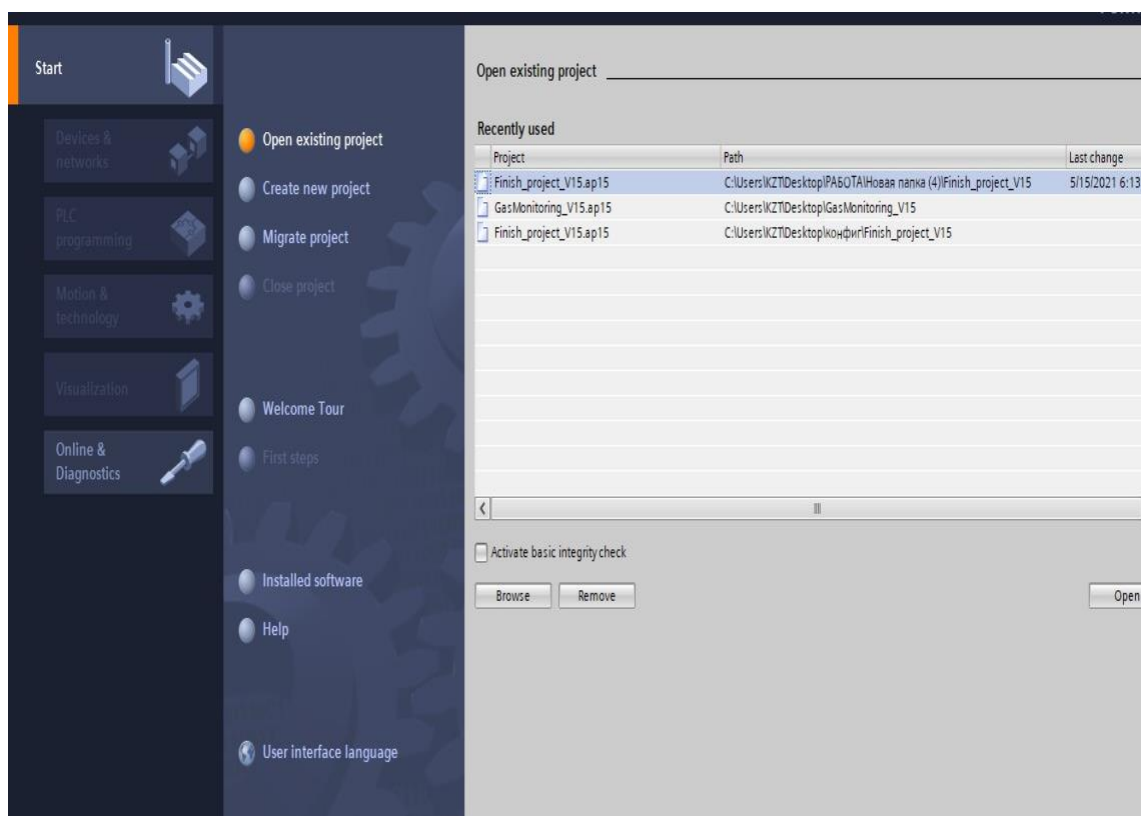 Start
Devices &
networks
PLC
programming
Motion &
technology
Visualization
Online &
Diagnostics
Open existing project
Create new project
Migrate project
Close project
Welcome Tour
First steps
Installed software
Help
User interface language
Open existing project
Recently used
Project Path Last change
Finish_project_V15.ap15 C:\Users\KZT\Desktop\РАБОТА\Новая папка (4)\Finish_project_V15 5/15/2021 6:13
GasMonitoring_V15.ap15 C:\Users\KZT\Desktop\GasMonitoring_V15
Finish_project_V15.ap15 C:\Users\KZT\Desktop\конфиг\Finish_project_V15
Activate basic integrity check
Browse Remove Open